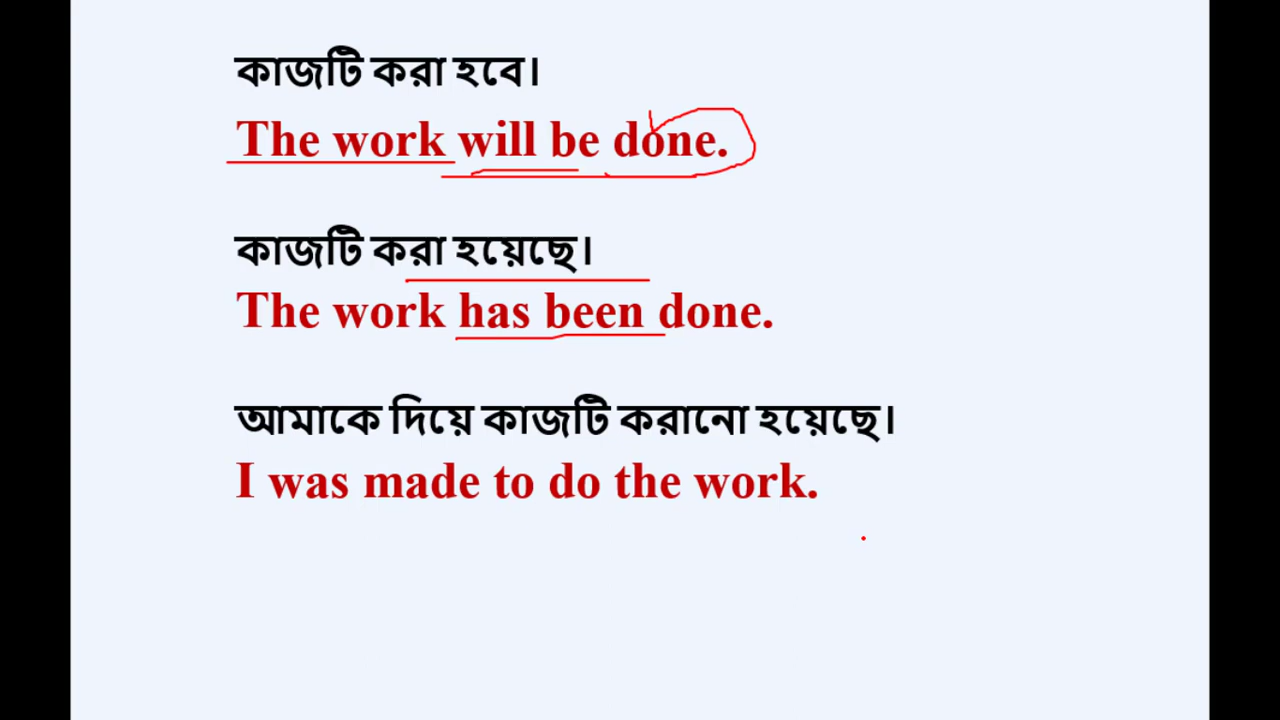 কাজটি করা হবে।
The work will be done.
কাজটি করা হয়েছে।
The work has been done.
আমাকে দিয়ে কাজটি করানো হয়েছে।
I was made to do the work.